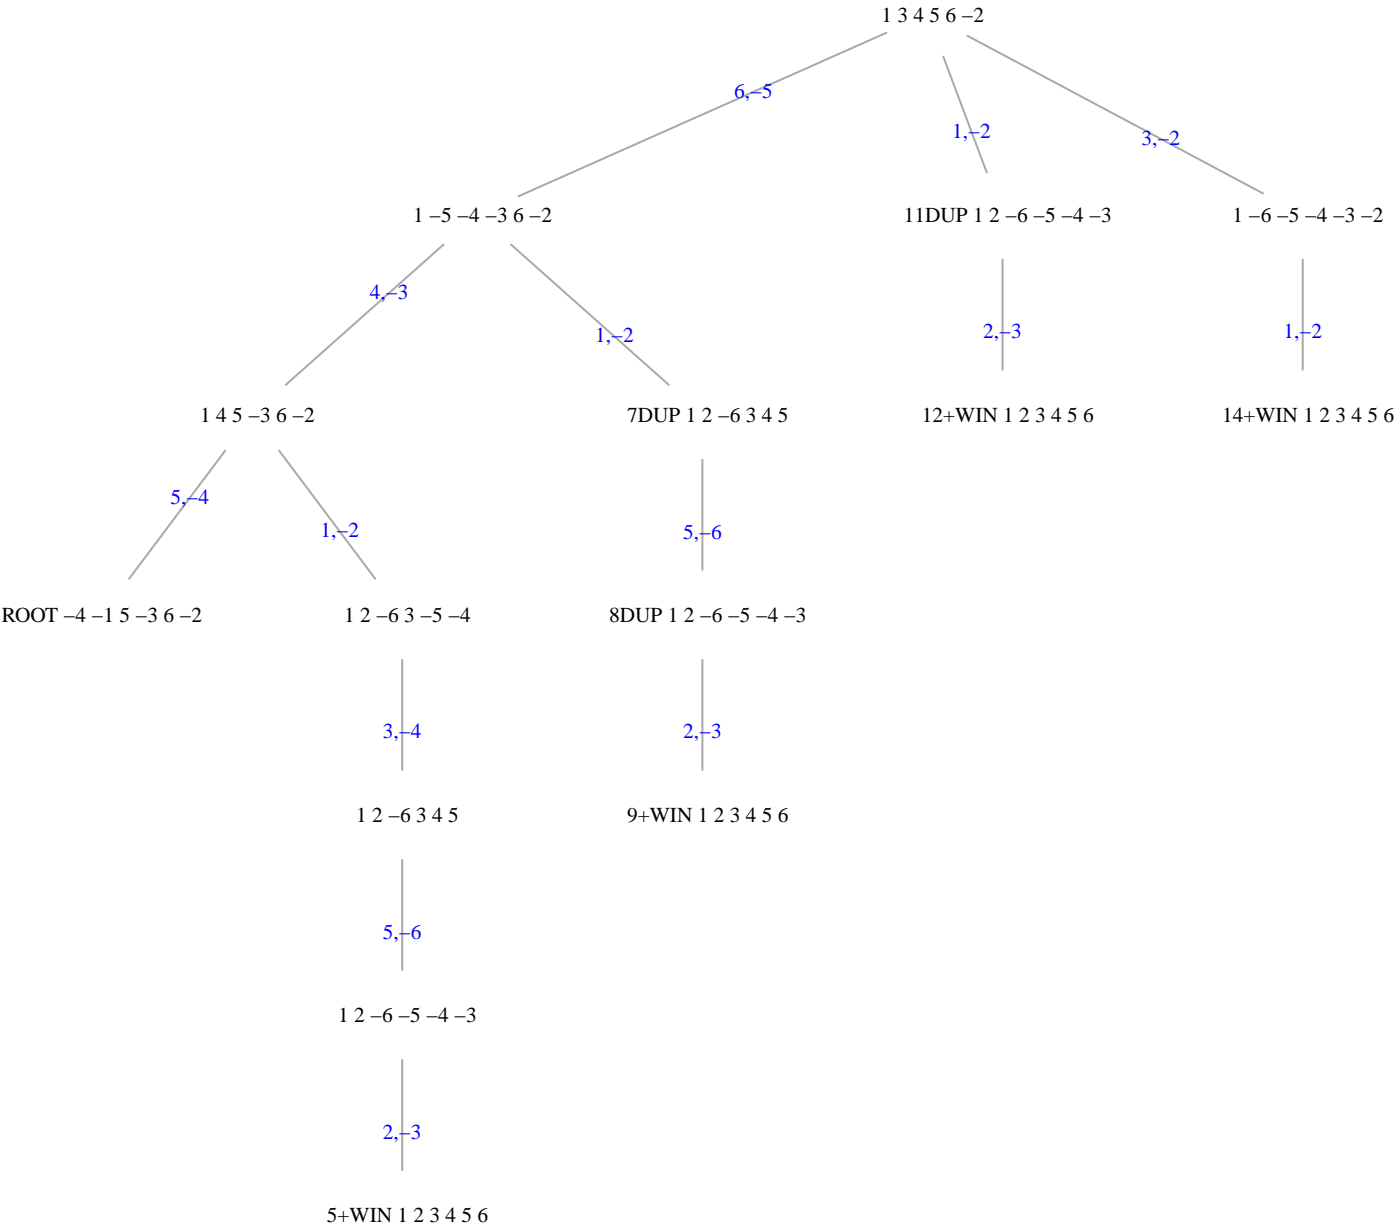 1 3 4 5 6 −2
6,−5
1,−2
3,−2
1 −5 −4 −3 6 −2
11DUP 1 2 −6 −5 −4 −3
1 −6 −5 −4 −3 −2
4,−3
1,−2
2,−3
1,−2
1 4 5 −3 6 −2
7DUP 1 2 −6 3 4 5
12+WIN 1 2 3 4 5 6
14+WIN 1 2 3 4 5 6
5,−4
1,−2
5,−6
ROOT −4 −1 5 −3 6 −2
1 2 −6 3 −5 −4
8DUP 1 2 −6 −5 −4 −3
3,−4
2,−3
1 2 −6 3 4 5
9+WIN 1 2 3 4 5 6
5,−6
1 2 −6 −5 −4 −3
2,−3
5+WIN 1 2 3 4 5 6